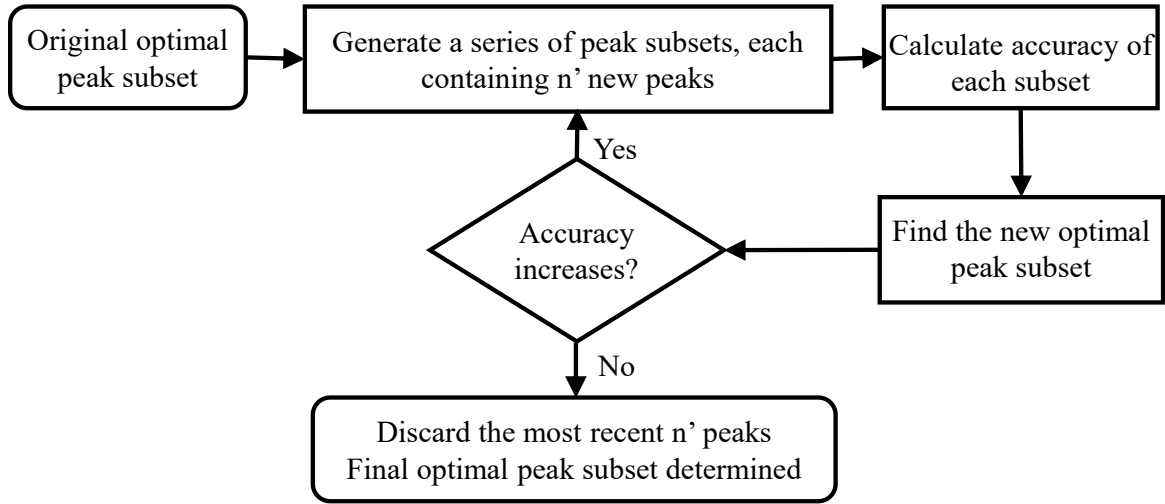 Original optimal
peak subset
Generate a series of peak subsets, each
containing n’ new peaks
Calculate accuracy of
each subset
Find the new optimal
peak subset
Accuracy
increases?
Yes
No
Discard the most recent n’ peaks
Final optimal peak subset determined